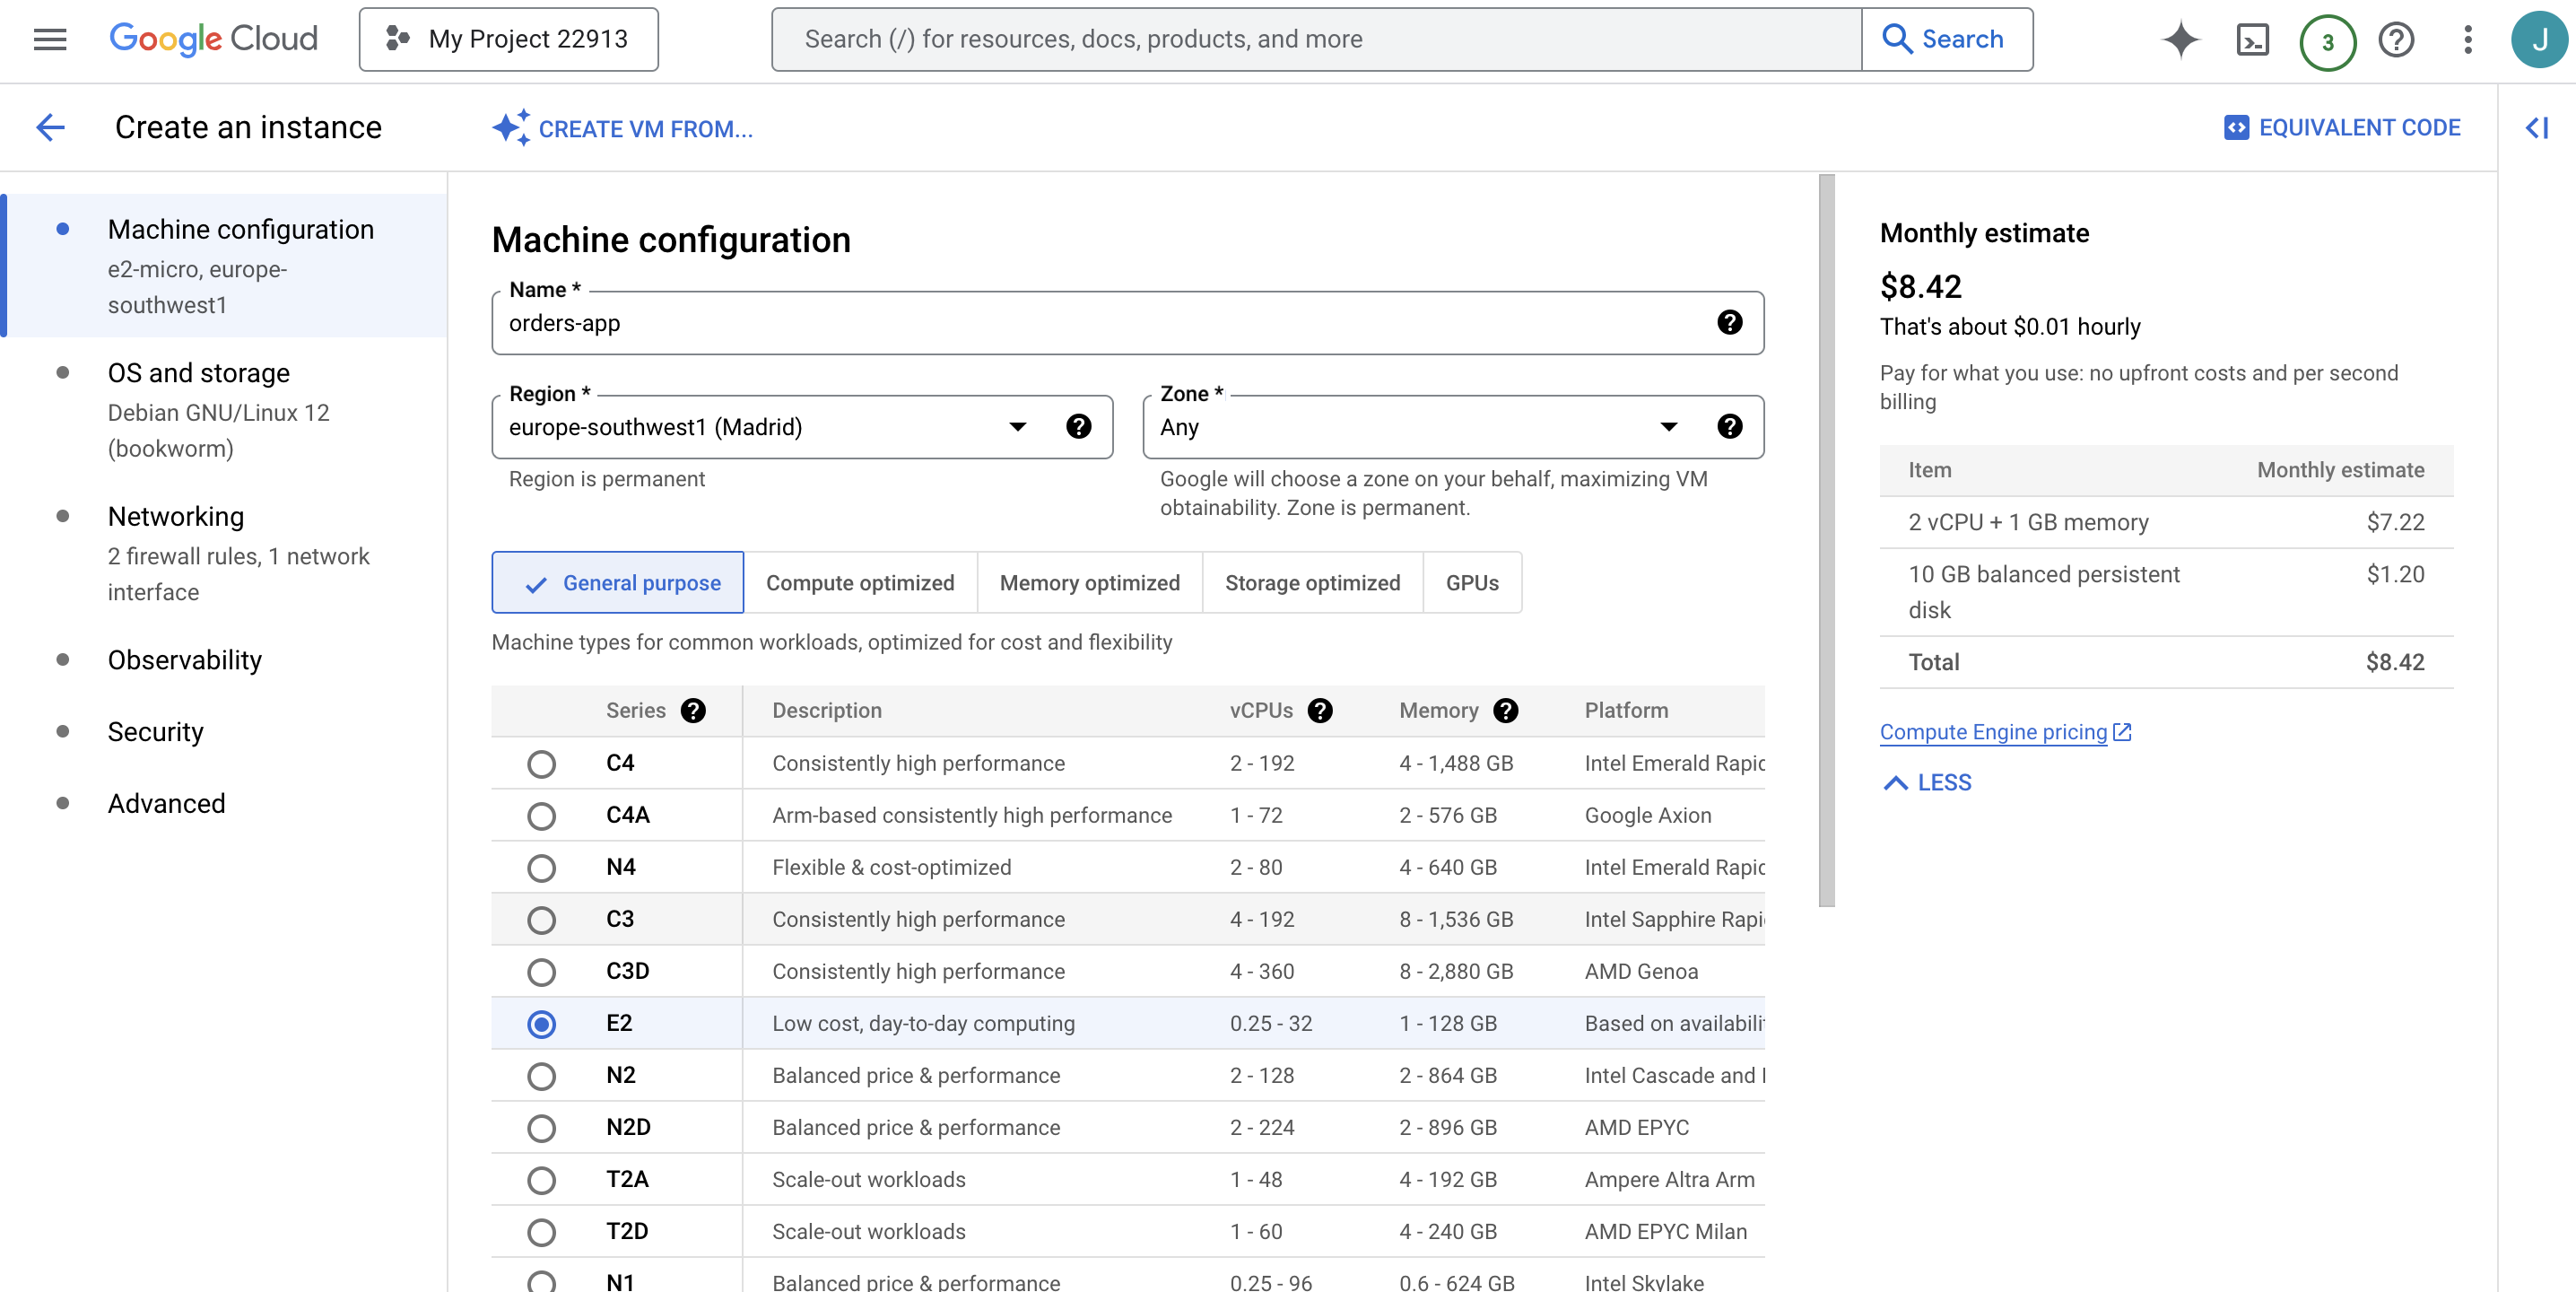 Google Cloud
My Project 22913
Search (/) for resources, docs, products, and more
Search
3
J
Create an instance
CREATE VM FROM...
EQUIVALENT CODE
Machine configuration
e2-micro, europe-
southwest1
OS and storage
Debian GNU/Linux 12
(bookworm)
Networking
2 firewall rules, 1 network
interface
Observability
Security
Advanced
Machine configuration
Name *
orders-app
Region *
europe-southwest1 (Madrid)
Region is permanent
Zone *
Any
Google will choose a zone on your behalf, maximizing VM
obtainability. Zone is permanent.
General purpose
Compute optimized
Memory optimized
Storage optimized
GPUs
Machine types for common workloads, optimized for cost and flexibility
Series Description vCPUs Memory Platform
C4 Consistently high performance 2 - 192 4 - 1,488 GB Intel Emerald Rapid
C4A Arm-based consistently high performance 1 - 72 2 - 576 GB Google Axion
N4 Flexible & cost-optimized 2 - 80 4 - 640 GB Intel Emerald Rapid
C3 Consistently high performance 4 - 192 8 - 1,536 GB Intel Sapphire Rapi
C3D Consistently high performance 4 - 360 8 - 2,880 GB AMD Genoa
E2 Low cost, day-to-day computing 0.25 - 32 1 - 128 GB Based on availabili
N2 Balanced price & performance 2 - 128 2 - 864 GB Intel Cascade and
N2D Balanced price & performance 2 - 224 2 - 896 GB AMD EPYC
T2A Scale-out workloads 1 - 48 4 - 192 GB Ampere Altra Arm
T2D Scale-out workloads 1 - 60 4 - 240 GB AMD EPYC Milan
N1 Balanced price & performance 0.25 - 96 0.6 - 624 GB Intel Skylake
Monthly estimate
$8.42
That's about $0.01 hourly
Pay for what you use: no upfront costs and per second
billing
Item Monthly estimate
2 vCPU + 1 GB memory $7.22
10 GB balanced persistent $1.20
disk
Total $8.42
Compute Engine pricing
LESS